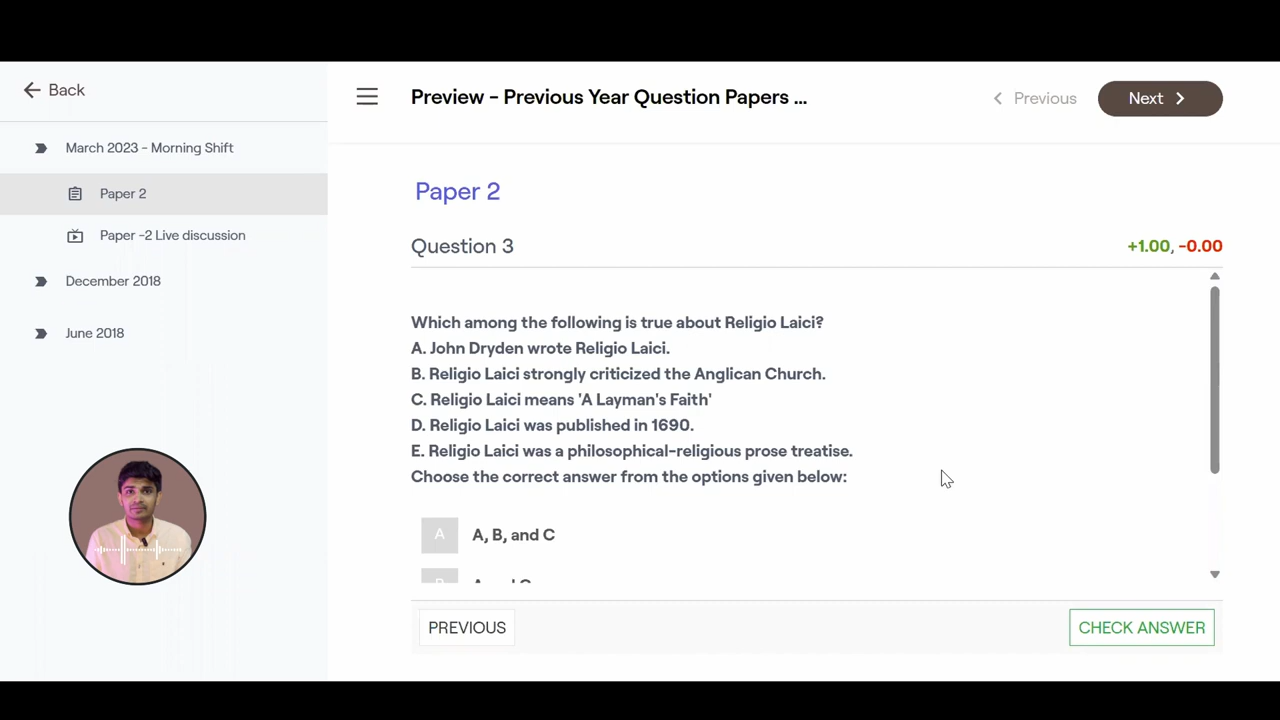 Back
Preview - Previous Year Question Papers ...
Previous
Next
March 2023 - Morning Shift
Paper 2
Paper -2 Live discussion
December 2018
June 2018
Paper 2
Question 3
+1.00, -0.00
Which among the following is true about Religio Laici?
A. John Dryden wrote Religio Laici.
B. Religio Laici strongly criticized the Anglican Church.
C. Religio Laici means 'A Layman's Faith'
D. Religio Laici was published in 1690.
E. Religio Laici was a philosophical-religious prose treatise.
Choose the correct answer from the options given below:
A
A, B, and C
PREVIOUS
CHECK ANSWER